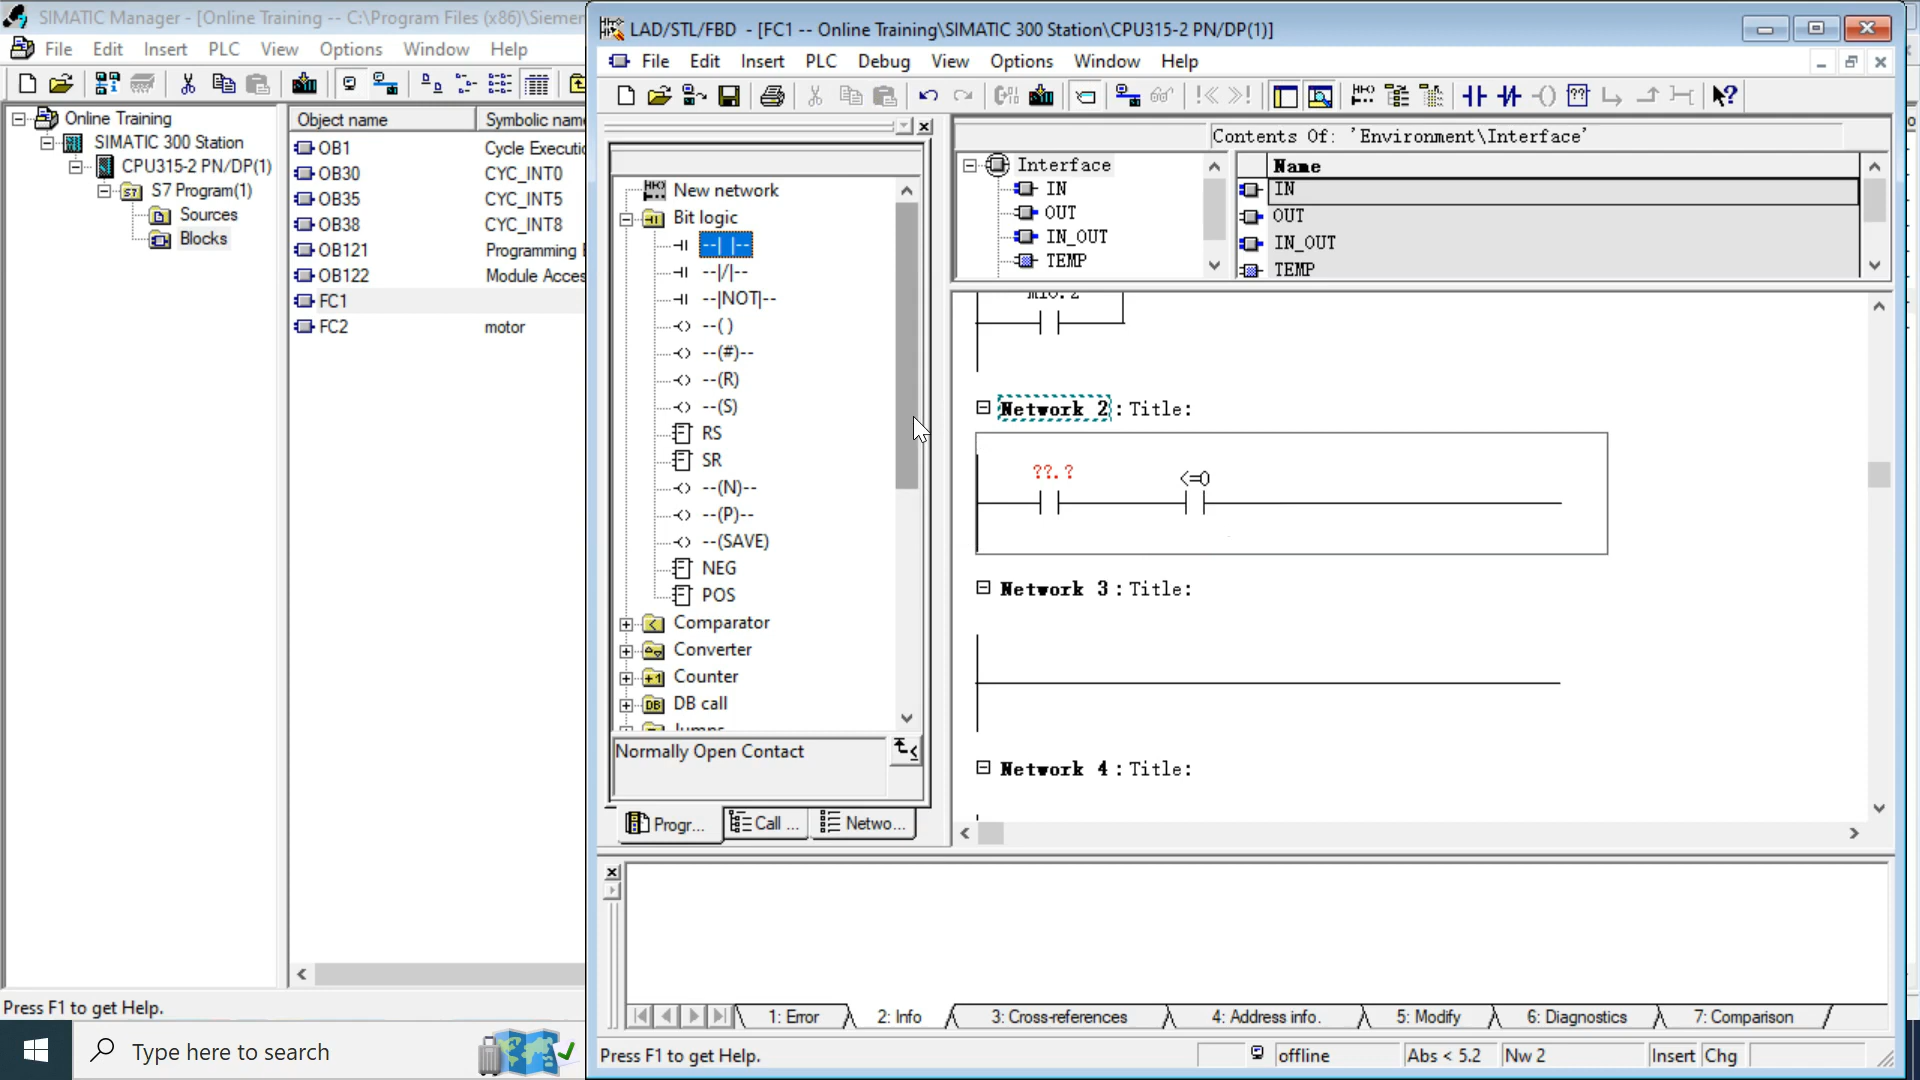 SIMATIC Manager - [Online Training -- C:\Program Files (x86)\Siemen
File Edit Insert PLC View Options Window Help
Online Training
SIMATIC 300 Station
CPU315-2 PN/DP(1)
S7 Program(1)
Sources
Blocks
Object name Symbolic name
OB1 Cycle Executio
OB30 CYC_INT0
OB35 CYC_INT5
OB38 CYC_INT8
OB121 Programming E
OB122 Module Acces
FC1
FC2 motor
Press F1 to get Help.
LAD/STL/FBD - [FC1 -- Online Training\SIMATIC 300 Station\CPU315-2 PN/DP(1)]
File Edit Insert PLC Debug View Options Window Help
New network
Bit logic
--| |--
--|/|--
--|NOT|--
--( )
--(#)--
--(R)
--(S)
RS
SR
--(N)--
--(P)--
--(SAVE)
NEG
POS
Comparator
Converter
Counter
DB call
Jumps
Normally Open Contact
Progr... Call ... Netwo...
Contents Of: 'Environment\Interface'
Interface
IN
OUT
IN_OUT
TEMP
Name
IN
OUT
IN_OUT
TEMP
M10.2
Network 2 : Title:
??.?
<=0
Network 3 : Title:
Network 4 : Title:
1: Error 2: Info 3: Cross-references 4: Address info. 5: Modify 6: Diagnostics 7: Comparison
Press F1 to get Help. offline Abs < 5.2 Nw 2 Insert Chg
Type here to search